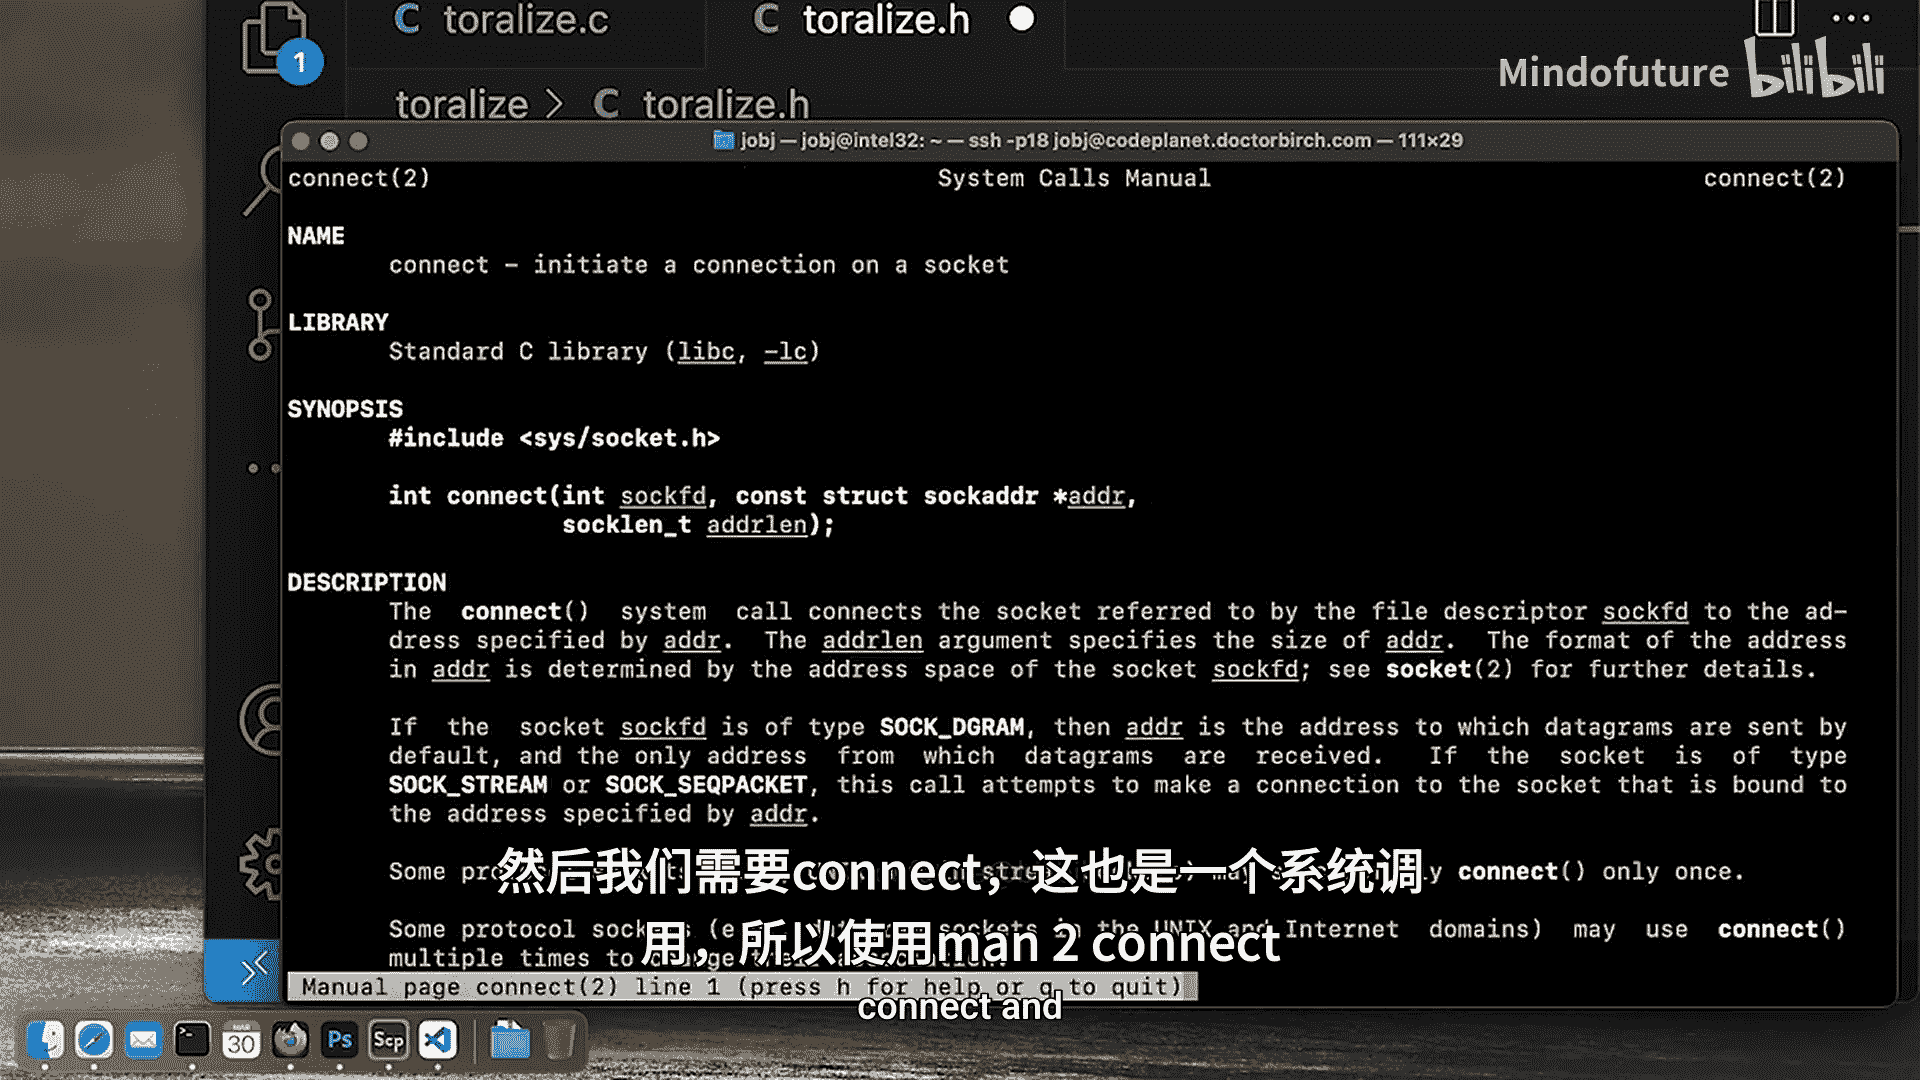 toralize.c
toralize.h
1
Mindofuture bilibili
toralize > C toralize.h
jobj — jobj@intel32: ~ — ssh -p18 jobj@codeplanet.doctorbirch.com — 111×29
connect(2) System Calls Manual connect(2)
NAME
connect – initiate a connection on a socket
LIBRARY
Standard C library (libc, -lc)
SYNOPSIS
#include <sys/socket.h>
int connect(int sockfd, const struct sockaddr *addr,
socklen_t addrlen);
DESCRIPTION
The connect() system call connects the socket referred to by the file descriptor sockfd to the ad-
dress specified by addr. The addrlen argument specifies the size of addr. The format of the address
in addr is determined by the address space of the socket sockfd; see socket(2) for further details.
If the socket sockfd is of type SOCK_DGRAM, then addr is the address to which datagrams are sent by
default, and the only address from which datagrams are received. If the socket is of type
SOCK_STREAM or SOCK_SEQPACKET, this call attempts to make a connection to the socket that is bound to
the address specified by addr.
Some connect() only once.
然后我们需要connect，这也是一个系统调
Some protocol sockets in the UNIX and Internet domains) may use connect()
用，所以使用man 2 connect
multiple times to
Manual page connect(2) line 1 (press h for help or q to quit)
connect and
MAR
30
Ps
Scp